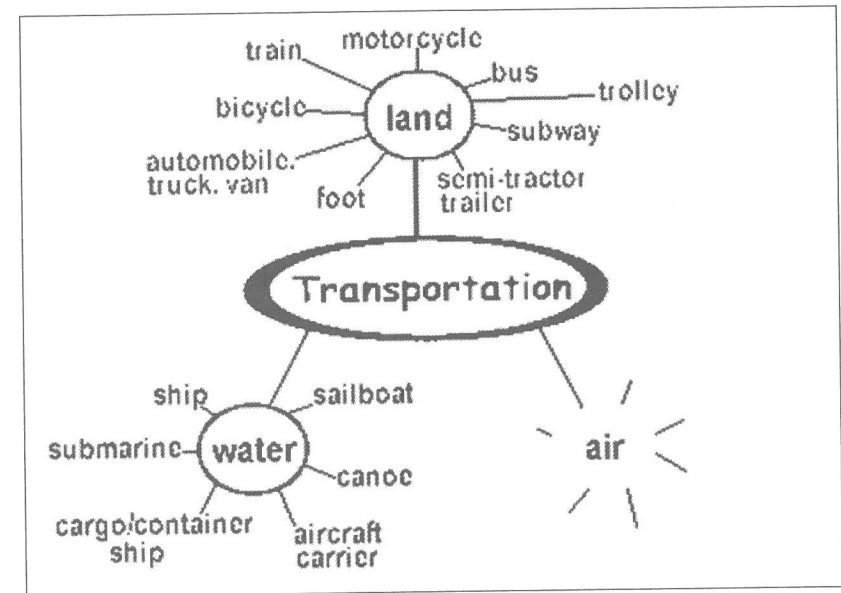 motorcycle
train
bus
trolley
bicycle
land
subway
automobile.
truck. van
foot
semi-tractor
trailer
Transportation
ship
sailboat
submarine
water
air
canoe
cargo/container
ship
aircraft
carrier